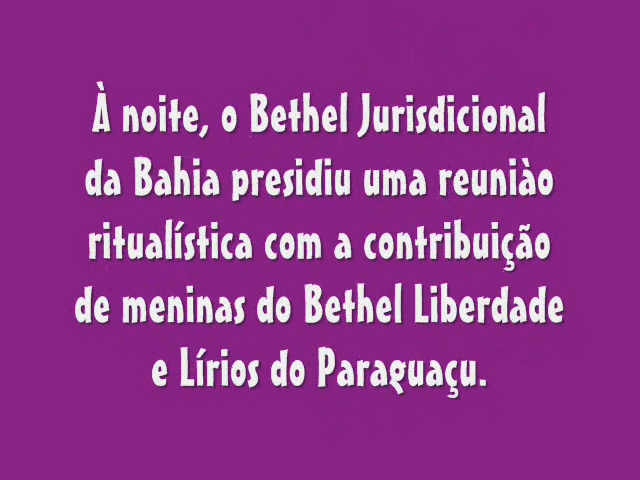 À noite, o Bethel Jurisdicional
da Bahia presidiu uma reuniào
ritualística com a contribuição
de meninas do Bethel Liberdade
e Lírios do Paraguaçu.